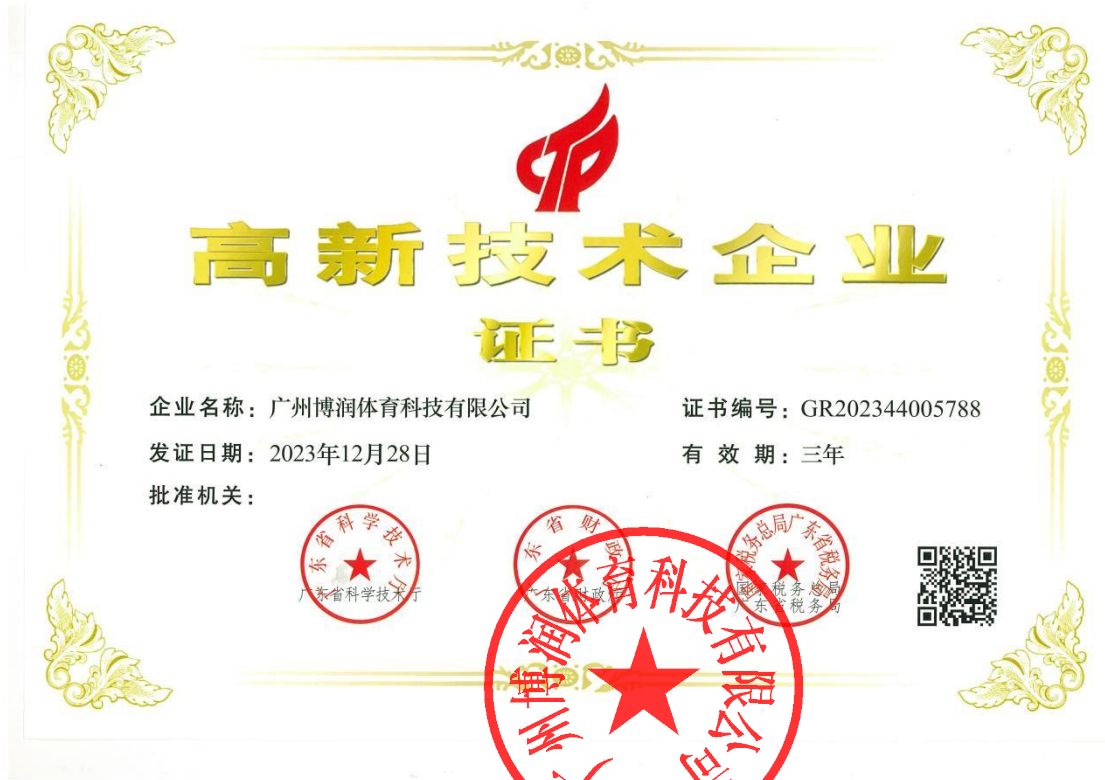 高新技术企业
证书
企业名称：广州博润体育科技有限公司
证书编号：GR202344005788
发证日期：2023年12月28日
有效期：三年
批准机关：
广东省科学技术厅
广东省科学技术厅
东省财政
广东省财政厅
国家税务总局广东省税务局
国家税务总局
广东省税务局
广州博润体育科技有限公司